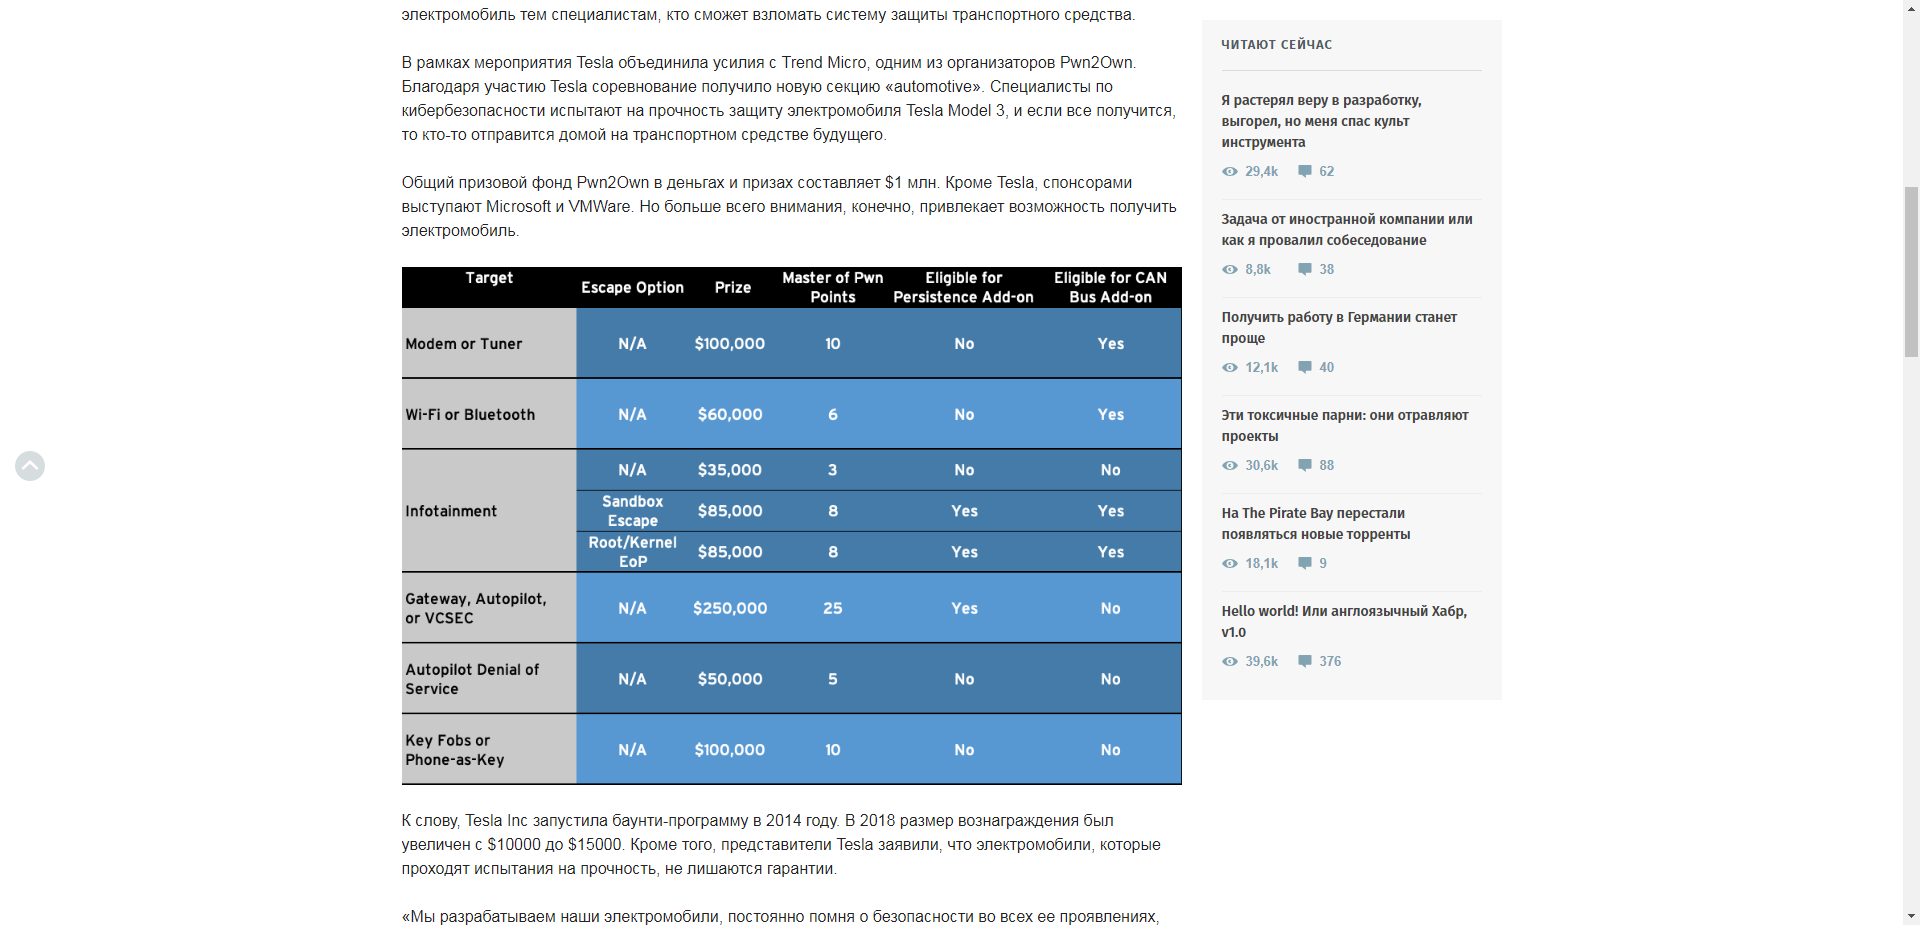 электромобиль тем специалистам, кто сможет взломать систему защиты транспортного средства.
В рамках мероприятия Tesla объединила усилия с Trend Micro, одним из организаторов Pwn2Own.
Благодаря участию Tesla соревнование получило новую секцию «automotive». Специалисты по
кибербезопасности испытают на прочность защиту электромобиля Tesla Model 3, и если все получится,
то кто-то отправится домой на транспортном средстве будущего.
Общий призовой фонд Pwn2Own в деньгах и призах составляет $1 млн. Кроме Tesla, спонсорами
выступают Microsoft и VMWare. Но больше всего внимания, конечно, привлекает возможность получить
электромобиль.
Target Escape Option Prize Master of Pwn Points Eligible for Persistence Add-on Eligible for CAN Bus Add-on
Modem or Tuner N/A $100,000 10 No Yes
Wi-Fi or Bluetooth N/A $60,000 6 No Yes
Infotainment
N/A $35,000 3 No No
Sandbox Escape $85,000 8 Yes Yes
Root/Kernel EoP $85,000 8 Yes Yes
Gateway, Autopilot, or VCSEC N/A $250,000 25 Yes No
Autopilot Denial of Service N/A $50,000 5 No No
Key Fobs or Phone-as-Key N/A $100,000 10 No No
К слову, Tesla Inc запустила баунти-программу в 2014 году. В 2018 размер вознаграждения был
увеличен с $10000 до $15000. Кроме того, представители Tesla заявили, что электромобили, которые
проходят испытания на прочность, не лишаются гарантии.
«Мы разрабатываем наши электромобили, постоянно помня о безопасности во всех ее проявлениях,
ЧИТАЮТ СЕЙЧАС
Я растерял веру в разработку,
выгорел, но меня спас культ
инструмента
29,4k 62
Задача от иностранной компании или
как я провалил собеседование
8,8k 38
Получить работу в Германии станет
проще
12,1k 40
Эти токсичные парни: они отравляют
проекты
30,6k 88
На The Pirate Bay перестали
появляться новые торренты
18,1k 9
Hello world! Или англоязычный Хабр,
v1.0
39,6k 376